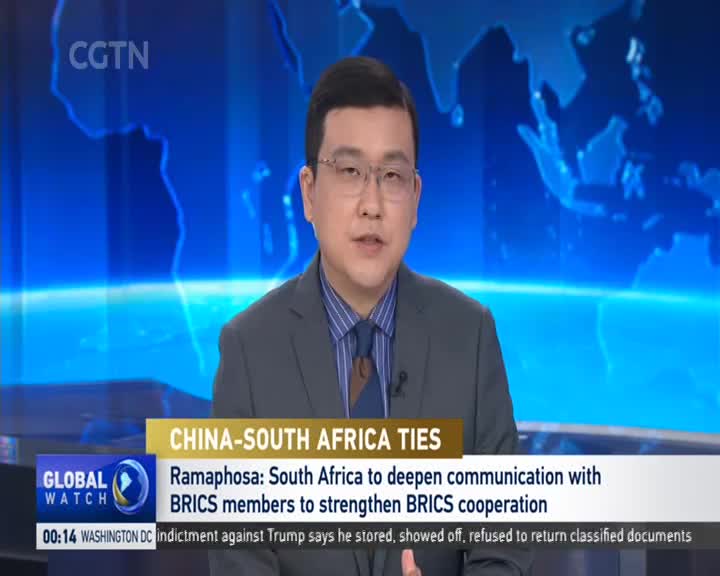 CGTN
CHINA-SOUTH AFRICA TIES
Ramaphosa: South Africa to deepen communication with
BRICS members to strengthen BRICS cooperation
GLOBAL
WATCH
00:14 WASHINGTON DC
indictment against Trump says he stored, showed off, refused to return classified documents